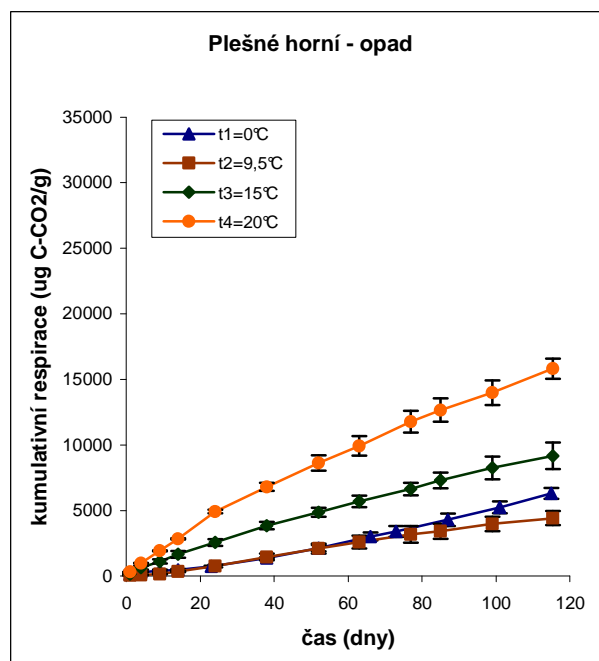 Plešné horní - opad
kumulativní respirace (ug C-CO2/g)
35000
30000
25000
20000
15000
10000
5000
0
t1=0°C
t2=9,5°C
t3=15°C
t4=20°C
0 20 40 60 80 100 120
čas (dny)